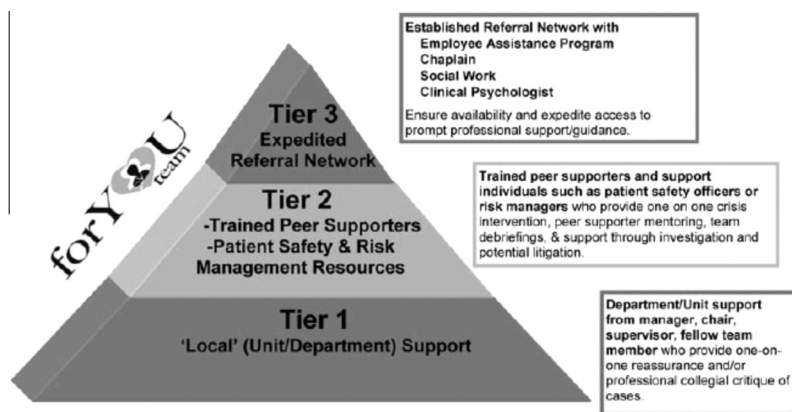 forYOU
team
Tier 3
Expedited
Referral Network
Tier 2
-Trained Peer Supporters
-Patient Safety & Risk
Management Resources
Tier 1
'Local' (Unit/Department) Support
Established Referral Network with
Employee Assistance Program
Chaplain
Social Work
Clinical Psychologist
Ensure availability and expedite access to
prompt professional support/guidance.
Trained peer supporters and support
individuals such as patient safety officers or
risk managers who provide one on one crisis
intervention, peer supporter mentoring, team
debriefings, & support through investigation and
potential litigation.
Department/Unit support
from manager, chair,
supervisor, fellow team
member who provide one-on-
one reassurance and/or
professional collegial critique of
cases.